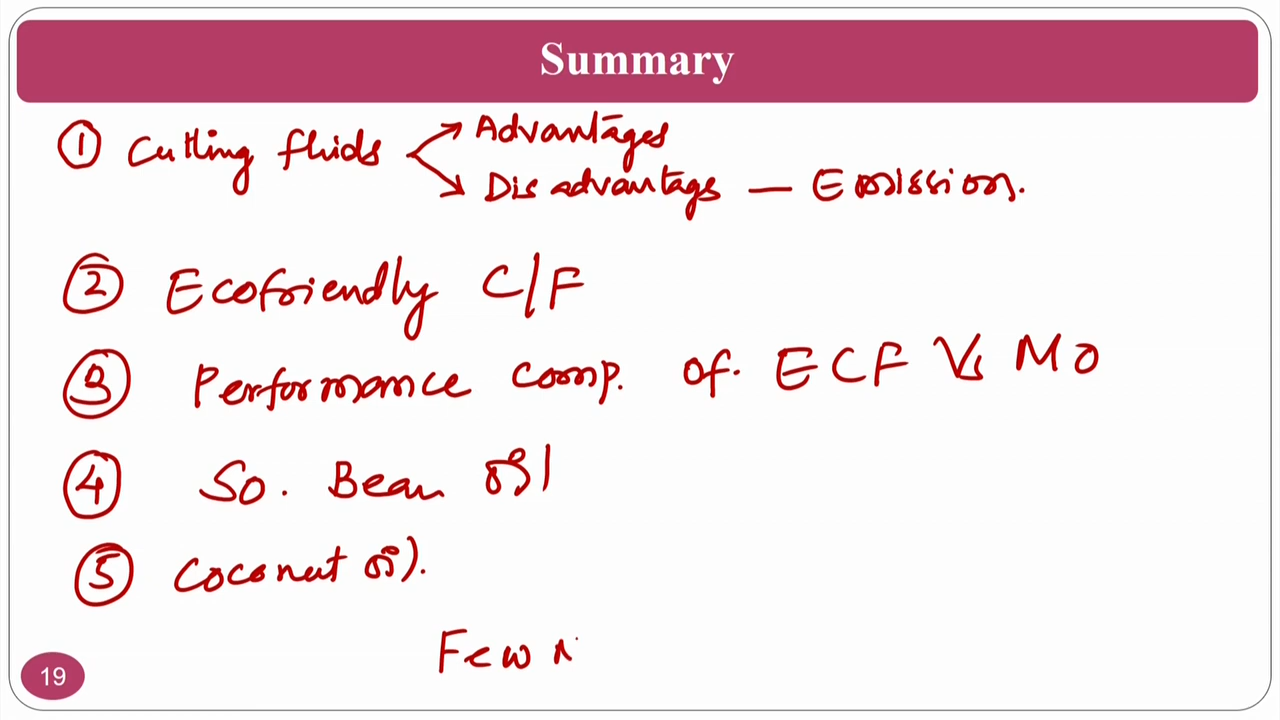 Summary
① Cutting fluids Advantages
Disadvantags — Emission.
② Ecofriendly C/F
③ Performance comp. of. ECF Vs MO
④ So. Bean oil
⑤ Coconut oil.
Few
19